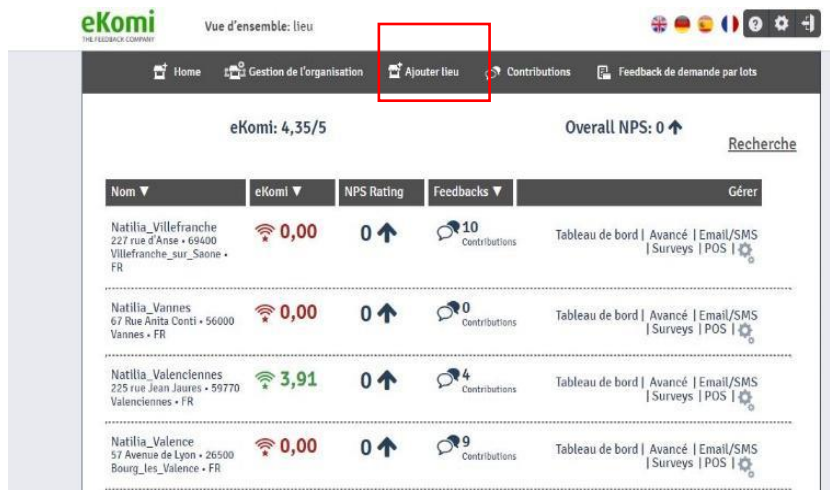 eKomi
THE FEEDBACK COMPANY
Vue d'ensemble: lieu
Home Gestion de l'organisation Ajouter lieu Contributions Feedback de demande par lots
eKomi: 4,35/5 Overall NPS: 0
Recherche
Nom ▼ eKomi ▼ NPS Rating Feedbacks ▼ Gérer
Natilia_Villefranche
227 rue d'Anse • 69400
Villefranche_sur_Saone •
FR
0,00 0 10
Contributions
Tableau de bord | Avancé | Email/SMS
| Surveys | POS |
Natilia_Vannes
67 Rue Anita Conti • 56000
Vannes • FR
0,00 0 0
Contributions
Tableau de bord | Avancé | Email/SMS
| Surveys | POS |
Natilia_Valenciennes
225 rue Jean Jaures • 59770
Valenciennes • FR
3,91 0 4
Contributions
Tableau de bord | Avancé | Email/SMS
| Surveys | POS |
Natilia_Valence
57 Avenue de Lyon • 26500
Bourg_les_Valence • FR
0,00 0 9
Contributions
Tableau de bord | Avancé | Email/SMS
| Surveys | POS |